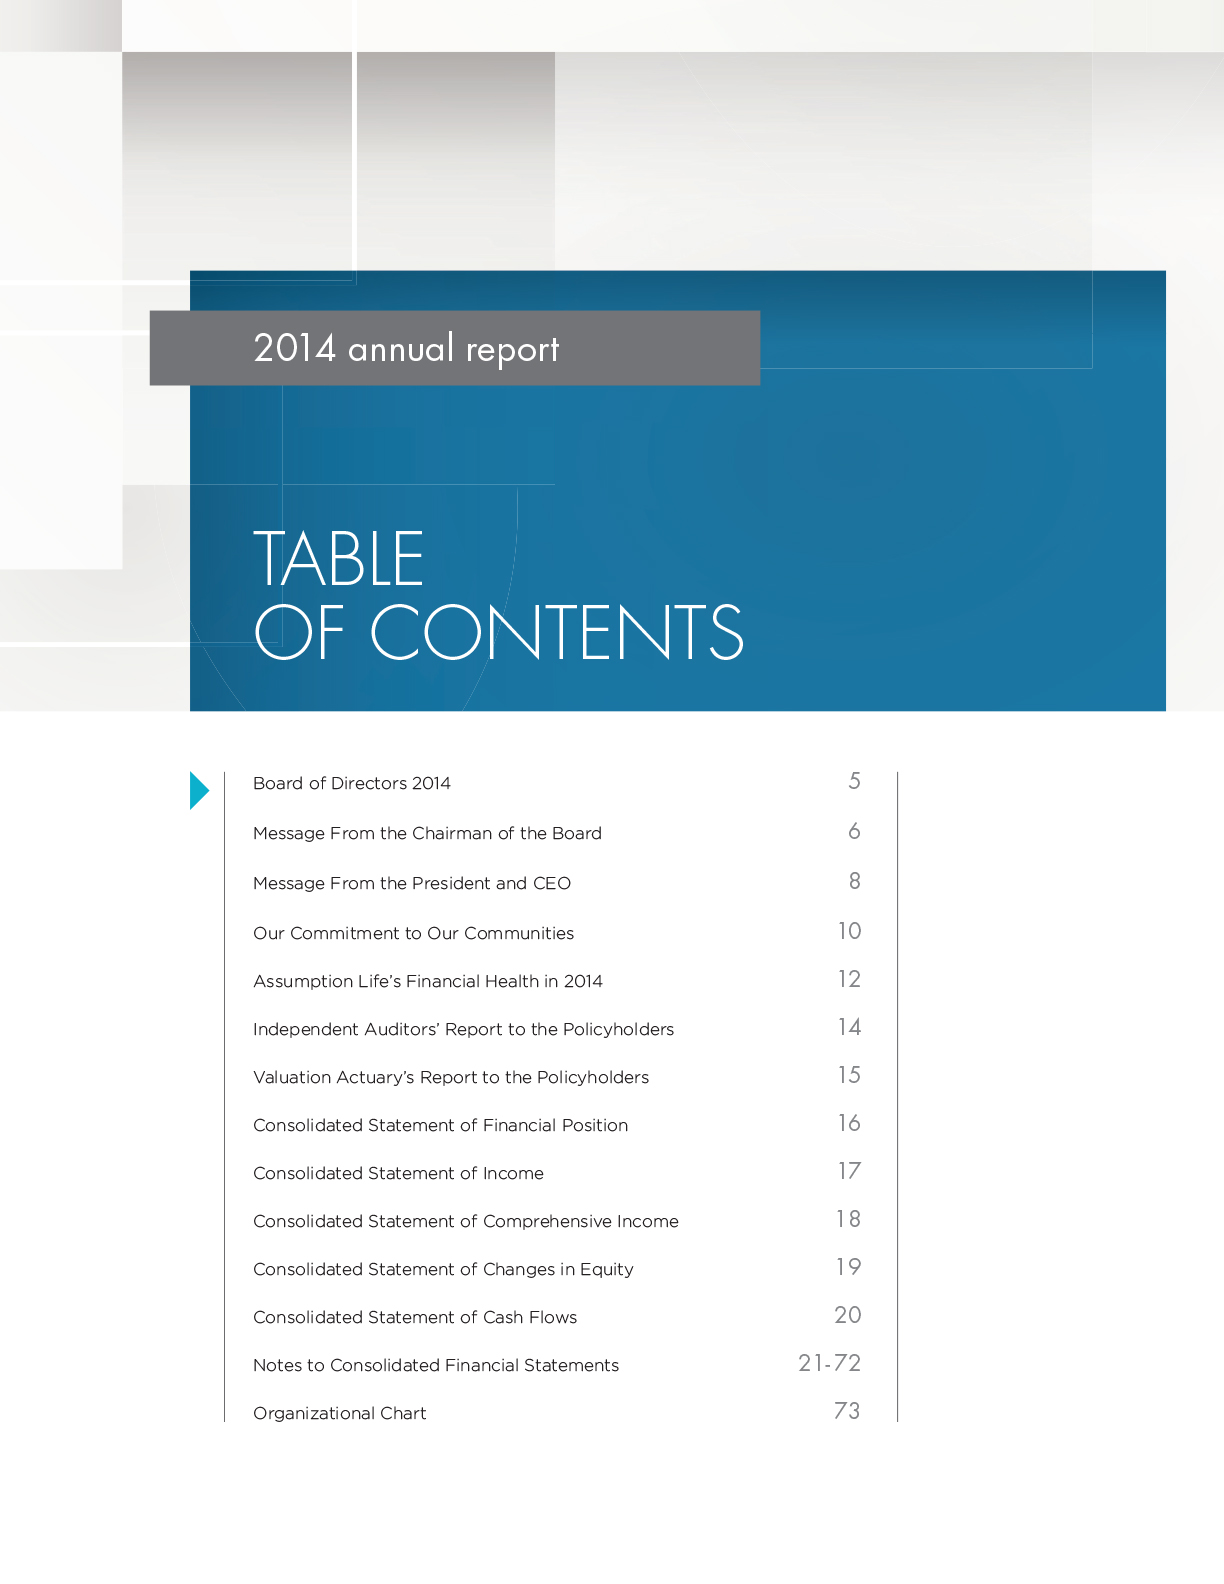 2014 annual report
TABLE
OF CONTENTS
Board of Directors 2014 5
Message From the Chairman of the Board 6
Message From the President and CEO 8
Our Commitment to Our Communities 10
Assumption Life’s Financial Health in 2014 12
Independent Auditors’ Report to the Policyholders 14
Valuation Actuary’s Report to the Policyholders 15
Consolidated Statement of Financial Position 16
Consolidated Statement of Income 17
Consolidated Statement of Comprehensive Income 18
Consolidated Statement of Changes in Equity 19
Consolidated Statement of Cash Flows 20
Notes to Consolidated Financial Statements 21-72
Organizational Chart 73